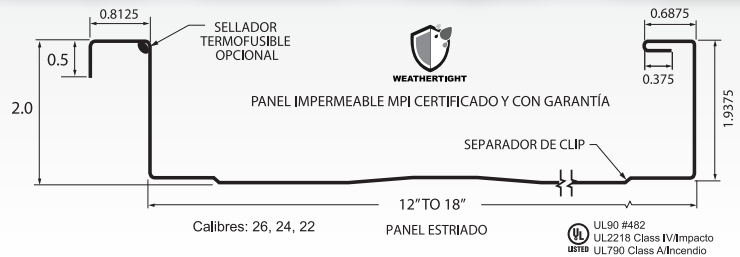 0.8125
0.6875
SELLADOR
TERMOFUSIBLE
OPCIONAL
0.5
WEATHERTIGHT
0.375
2.0
PANEL IMPERMEABLE MPI CERTIFICADO Y CON GARANTÍA
1.9375
SEPARADOR DE CLIP
12" TO 18"
Calibres: 26, 24, 22
PANEL ESTRIADO
UL
LISTED
UL90 #482
UL2218 Class IV/Impacto
UL790 Class A/Incendio